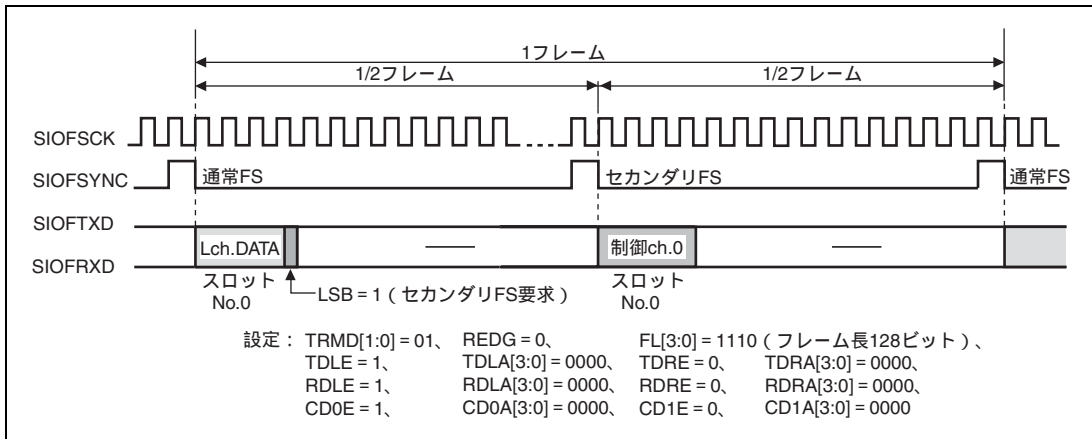 1フレーム
1/2フレーム 1/2フレーム
SIOFSCK
SIOFSYNC 通常FS セカンダリFS 通常FS
SIOFTXD
Lch.DATA 制御ch.0
SIOFRXD
スロット No.0 LSB = 1（セカンダリFS要求） スロット No.0
設定： TRMD[1:0] = 01、 REDG = 0、 FL[3:0] = 1110（フレーム長128ビット）、
TDLE = 1、 TDLA[3:0] = 0000、 TDRE = 0、 TDRA[3:0] = 0000、
RDLE = 1、 RDLA[3:0] = 0000、 RDRE = 0、 RDRA[3:0] = 0000、
CD0E = 1、 CD0A[3:0] = 0000、 CD1E = 0、 CD1A[3:0] = 0000